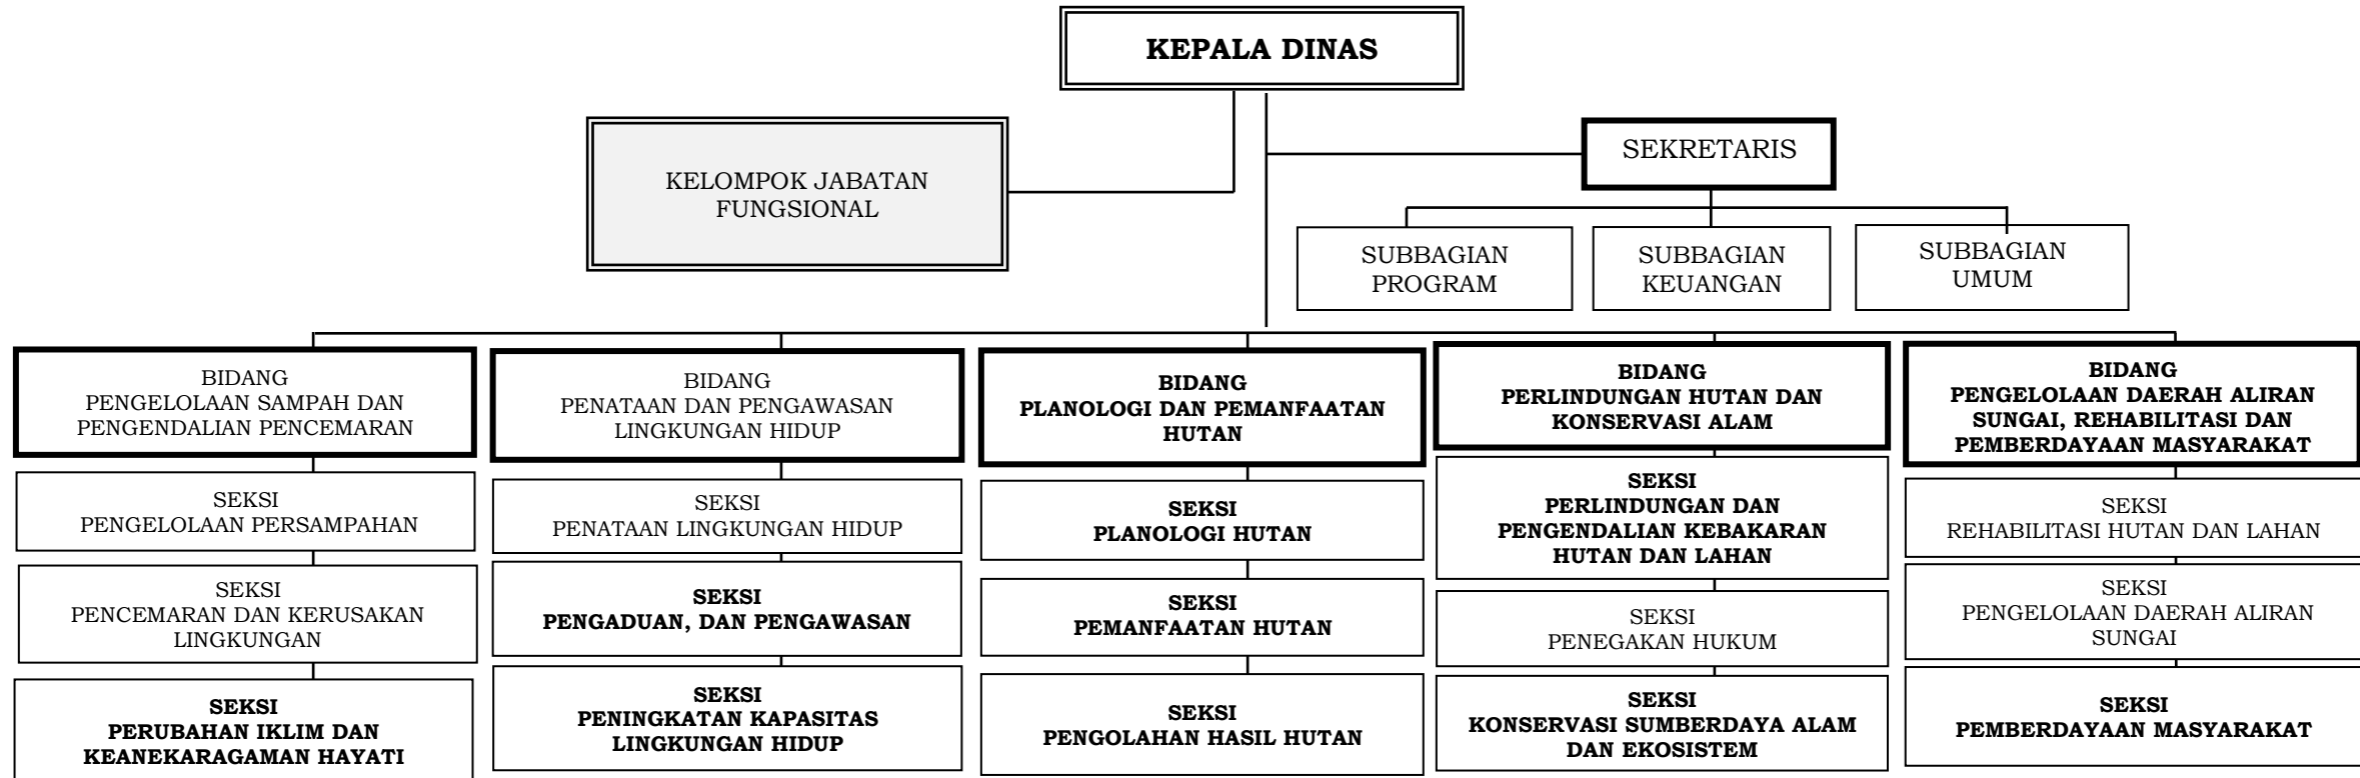 KEPALA DINAS
KELOMPOK JABATAN
FUNGSIONAL
SEKRETARIS
SUBBAGIAN
PROGRAM
SUBBAGIAN
KEUANGAN
SUBBAGIAN
UMUM
BIDANG
PENGELOLAAN SAMPAH DAN
PENGENDALIAN PENCEMARAN
SEKSI
PENGELOLAAN PERSAMPAHAN
SEKSI
PENCEMARAN DAN KERUSAKAN
LINGKUNGAN
SEKSI
PERUBAHAN IKLIM DAN
KEANEKARAGAMAN HAYATI
BIDANG
PENATAAN DAN PENGAWASAN
LINGKUNGAN HIDUP
SEKSI
PENATAAN LINGKUNGAN HIDUP
SEKSI
PENGADUAN, DAN PENGAWASAN
SEKSI
PENINGKATAN KAPASITAS
LINGKUNGAN HIDUP
BIDANG
PLANOLOGI DAN PEMANFAATAN
HUTAN
SEKSI
PLANOLOGI HUTAN
SEKSI
PEMANFAATAN HUTAN
SEKSI
PENGOLAHAN HASIL HUTAN
BIDANG
PERLINDUNGAN HUTAN DAN
KONSERVASI ALAM
SEKSI
PERLINDUNGAN DAN
PENGENDALIAN KEBAKARAN
HUTAN DAN LAHAN
SEKSI
PENEGAKAN HUKUM
SEKSI
KONSERVASI SUMBERDAYA ALAM
DAN EKOSISTEM
BIDANG
PENGELOLAAN DAERAH ALIRAN
SUNGAI, REHABILITASI DAN
PEMBERDAYAAN MASYARAKAT
SEKSI
REHABILITASI HUTAN DAN LAHAN
SEKSI
PENGELOLAAN DAERAH ALIRAN
SUNGAI
SEKSI
PEMBERDAYAAN MASYARAKAT